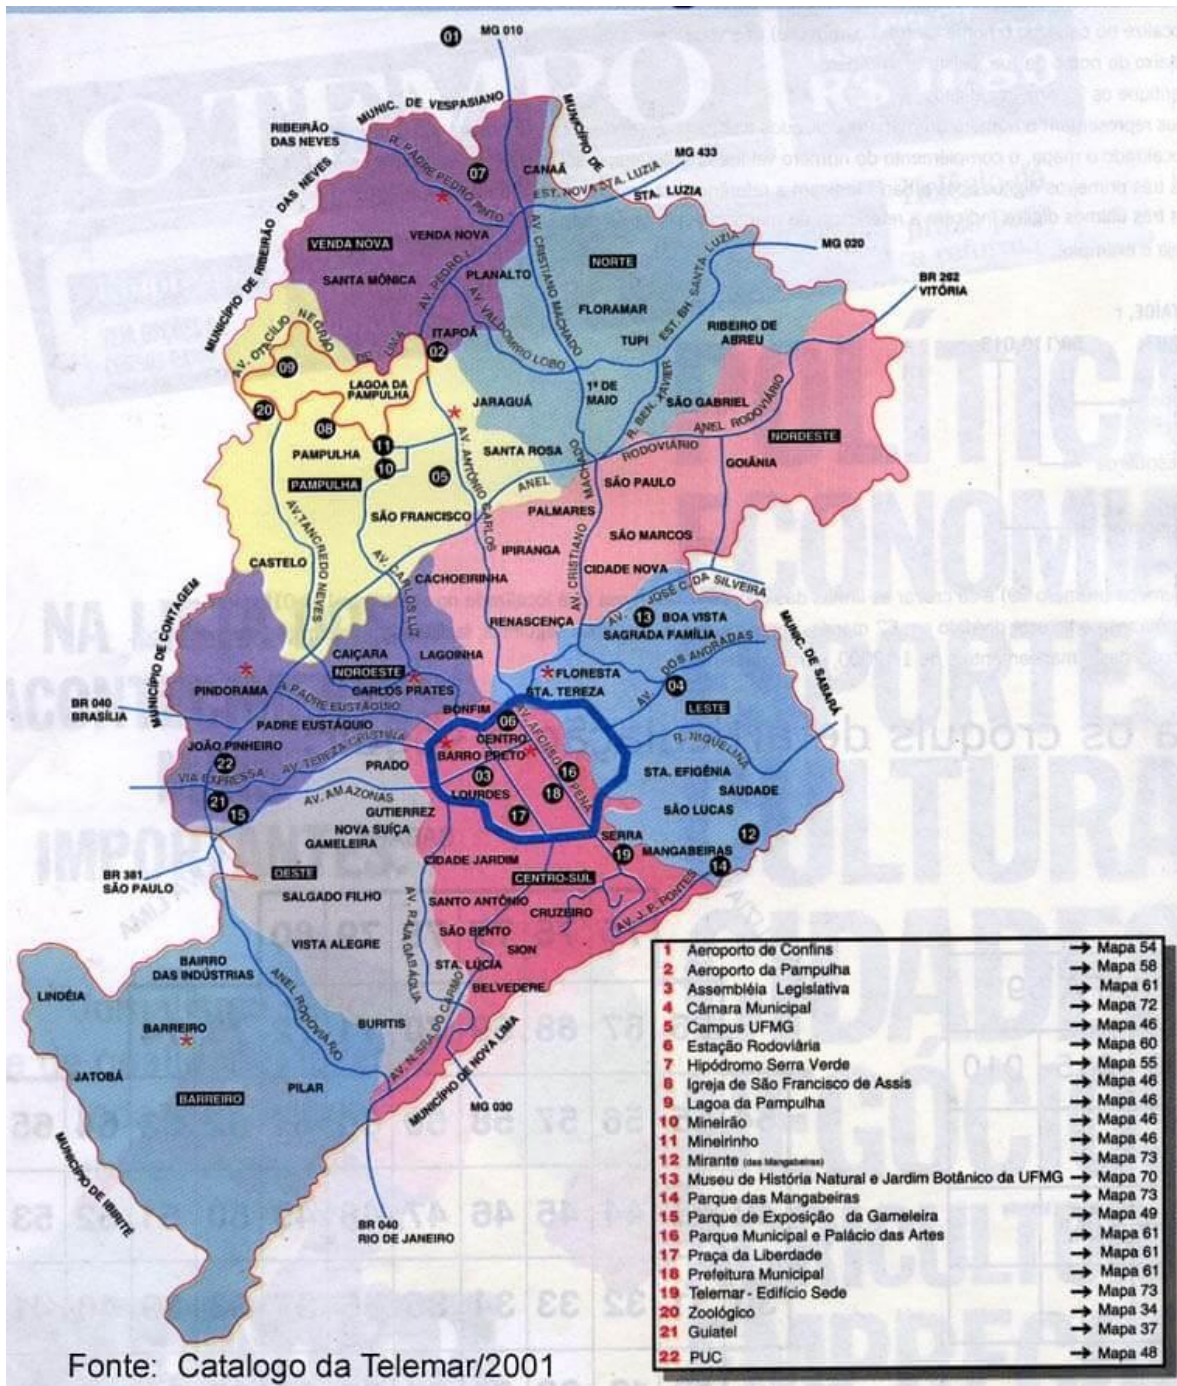 01
MG 010
MUNIC. DE VESPASIANO
MUNICÍPIO DE
STA. LUZIA
RIBEIRÃO
DAS NEVES
R. PADRE PEDRO PINTO
07
CANAÃ
MG 433
EST. NOVA STA. LUZIA
MUNICÍPIO DE RIBEIRÃO DAS NEVES
VENDA NOVA
VENDA NOVA
SANTA MÔNICA
AV. PEDRO I
PLANALTO
AV. CRISTIANO MACHADO
NORTE
EST. BH SANTA LUZIA
MG 020
BR 262
VITÓRIA
FLORAMAR
TUPI
RIBEIRO DE
ABREU
AV. OTACÍLIO NEGRÃO DE LIMA
ITAPOÃ
02
AV. VALDOMIRO LOBO
09
LAGOA DA
PAMPULHA
1º DE
MAIO
R. BEN. XAVIER
SÃO GABRIEL
ANEL RODOVIÁRIO
JARAGUÁ
20
08
PAMPULHA
11
10
05
PAMPULHA
SANTA ROSA
NORDESTE
GOIÂNIA
AV. ANTÔNIO CARLOS
ANEL
RODOVIÁRIO
MACHADO
SÃO PAULO
SÃO FRANCISCO
PALMARES
SÃO MARCOS
AV. TANCREDO NEVES
AV. CARLOS LUZ
IPIRANGA
AV. CRISTIANO
CIDADE NOVA
CASTELO
CACHOEIRINHA
AV. JOSÉ C. DA SILVEIRA
MUNICÍPIO DE CONTAGEM
RENASCENÇA
13
BOA VISTA
SAGRADA FAMÍLIA
MUNIC. DE SABARÁ
CAIÇARA
LAGOINHA
NOROESTE
CARLOS PRATES
PINDORAMA
FLORESTA
STA. TEREZA
AV. DOS ANDRADAS
04
LESTE
BR 040
BRASÍLIA
R. PADRE EUSTÁQUIO
PADRE EUSTÁQUIO
BONFIM
06
CENTRO
AV. AFONSO PENA
BARRO PRETO
R. NIQUELINA
JOÃO PINHEIRO
22
AV. TEREZA CRISTINA
VIA EXPRESSA
PRADO
03
LOURDES
16
18
17
STA. EFIGÊNIA
SAUDADE
SÃO LUCAS
21
15
AV. AMAZONAS
GUTIERREZ
NOVA SUÍÇA
GAMELEIRA
SERRA
19
MANGABEIRAS
12
14
CIDADE JARDIM
CENTRO-SUL
BR 381
SÃO PAULO
OESTE
SALGADO FILHO
SANTO ANTÔNIO
CRUZEIRO
AV. J. P. PONTES
AV. RAJA GABÁGLIA
SÃO BENTO
SION
VISTA ALEGRE
STA. LÚCIA
BELVEDERE
BAIRRO
DAS INDÚSTRIAS
LINDÉIA
ANEL RODOVIÁRIO
BARREIRO
BURITIS
AV. N. SRA DO CARMO
MUNICÍPIO DE NOVA LIMA
JATOBÁ
PILAR
BARREIRO
MG 030
MUNICÍPIO DE IBIRITÉ
BR 040
RIO DE JANEIRO
1 Aeroporto de Confins → Mapa 54
2 Aeroporto da Pampulha → Mapa 58
3 Assembléia Legislativa → Mapa 61
4 Câmara Municipal → Mapa 72
5 Campus UFMG → Mapa 46
6 Estação Rodoviária → Mapa 60
7 Hipódromo Serra Verde → Mapa 55
8 Igreja de São Francisco de Assis → Mapa 46
9 Lagoa da Pampulha → Mapa 46
10 Mineirão → Mapa 46
11 Mineirinho → Mapa 46
12 Mirante (das Mangabeiras) → Mapa 73
13 Museu de História Natural e Jardim Botânico da UFMG → Mapa 70
14 Parque das Mangabeiras → Mapa 73
15 Parque de Exposição da Gameleira → Mapa 49
16 Parque Municipal e Palácio das Artes → Mapa 61
17 Praça da Liberdade → Mapa 61
18 Prefeitura Municipal → Mapa 61
19 Telemar - Edifício Sede → Mapa 73
20 Zoológico → Mapa 34
21 Guiatel → Mapa 37
22 PUC → Mapa 48
Fonte: Catalogo da Telemar/2001